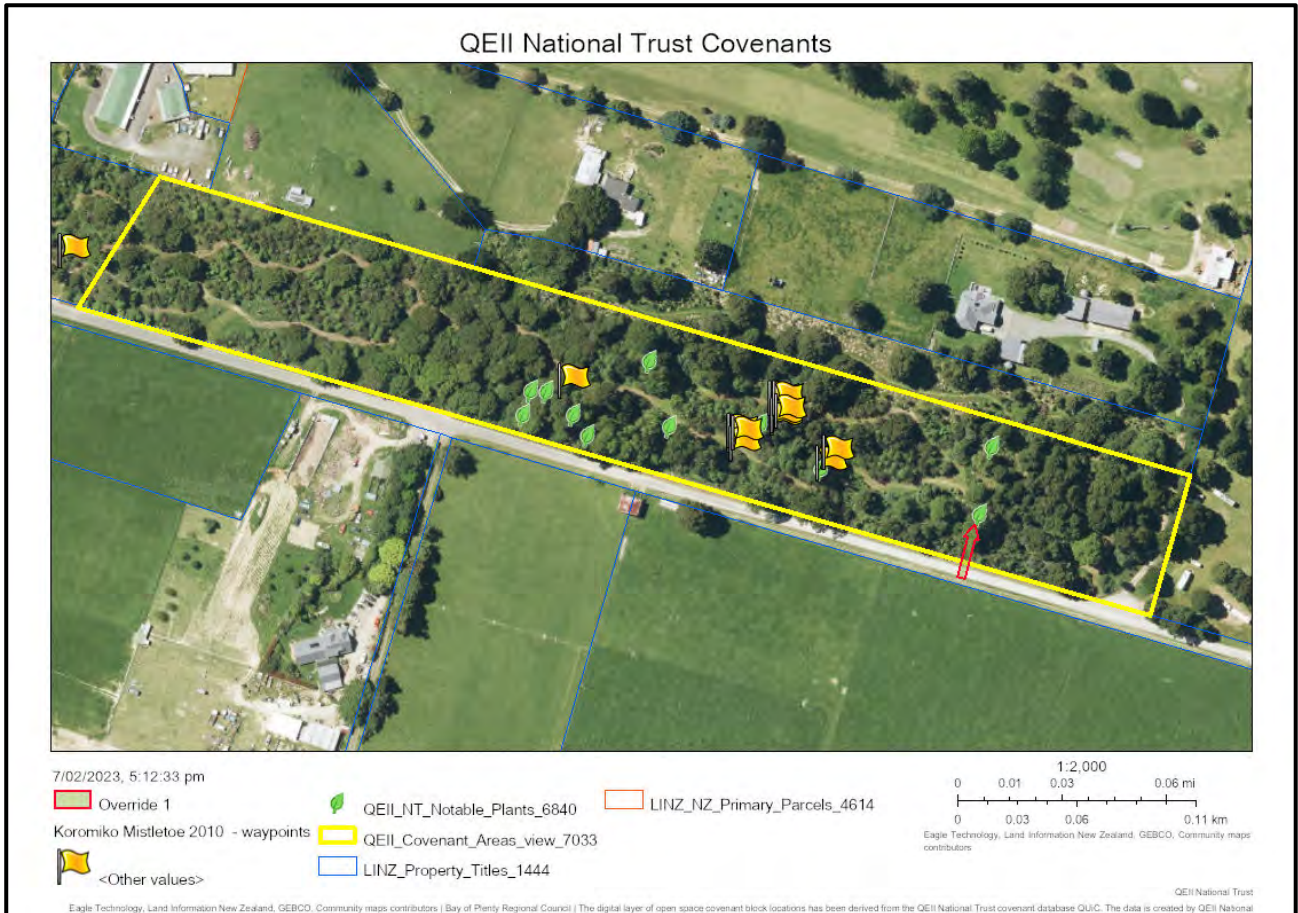 QEII National Trust Covenants
7/02/2023, 5:12:33 pm
Override 1
Koromiko Mistletoe 2010 - waypoints
<Other values>
QEII_NT_Notable_Plants_6840
QEII_Covenant_Areas_view_7033
LINZ_Property_Titles_1444
LINZ_NZ_Primary_Parcels_4614
1:2,000
0 0.01 0.03 0.06 mi
0 0.03 0.06 0.11 km
Eagle Technology, Land Information New Zealand, GEBCO, Community maps
contributors
QEII National Trust
Eagle Technology, Land Information New Zealand, GEBCO, Community maps contributors | Bay of Plenty Regional Council | The digital layer of open space covenant block locations has been derived from the QEII National Trust covenant database QUiC. The data is created by QEII National